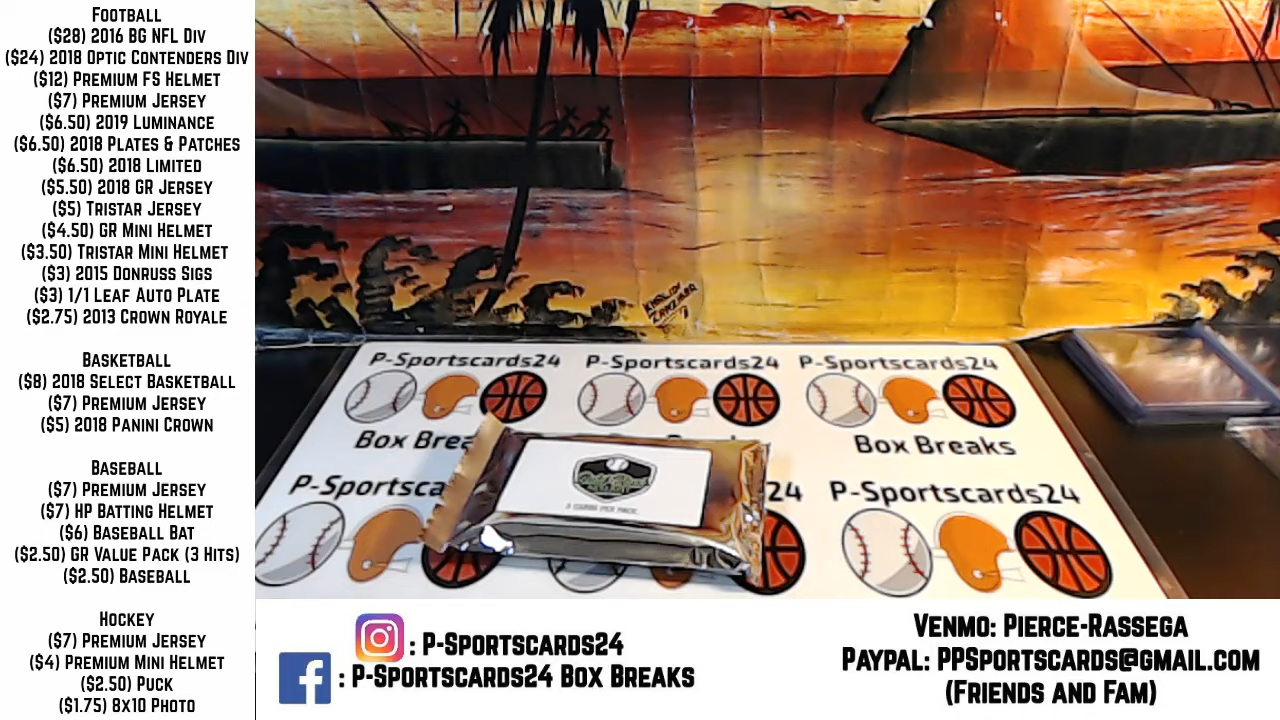 Football
($28) 2016 BG NFL Div
($24) 2018 Optic Contenders Div
($12) Premium FS Helmet
($7) Premium Jersey
($6.50) 2019 Luminance
($6.50) 2018 Plates & Patches
($6.50) 2018 Limited
($5.50) 2018 GR Jersey
($5) Tristar Jersey
($4.50) GR Mini Helmet
($3.50) Tristar Mini Helmet
($3) 2015 Donruss Sigs
($3) 1/1 Leaf Auto Plate
($2.75) 2013 Crown Royale
Basketball
($8) 2018 Select Basketball
($7) Premium Jersey
($5) 2018 Panini Crown
Baseball
($7) Premium Jersey
($7) HP Batting Helmet
($6) Baseball Bat
($2.50) GR Value Pack (3 Hits)
($2.50) Baseball
Hockey
($7) Premium Jersey
($4) Premium Mini Helmet
($2.50) Puck
($1.75) 8x10 Photo
P-Sportscards24 P-Sportscards24 P-Sportscards24
Box Brea Box Breaks
P-Sportsca 24 P-Sportscards24
: P-Sportscards24
: P-Sportscards24 Box Breaks
Venmo: Pierce-Rassega
Paypal: PPSportscards@gmail.com
(Friends and Fam)